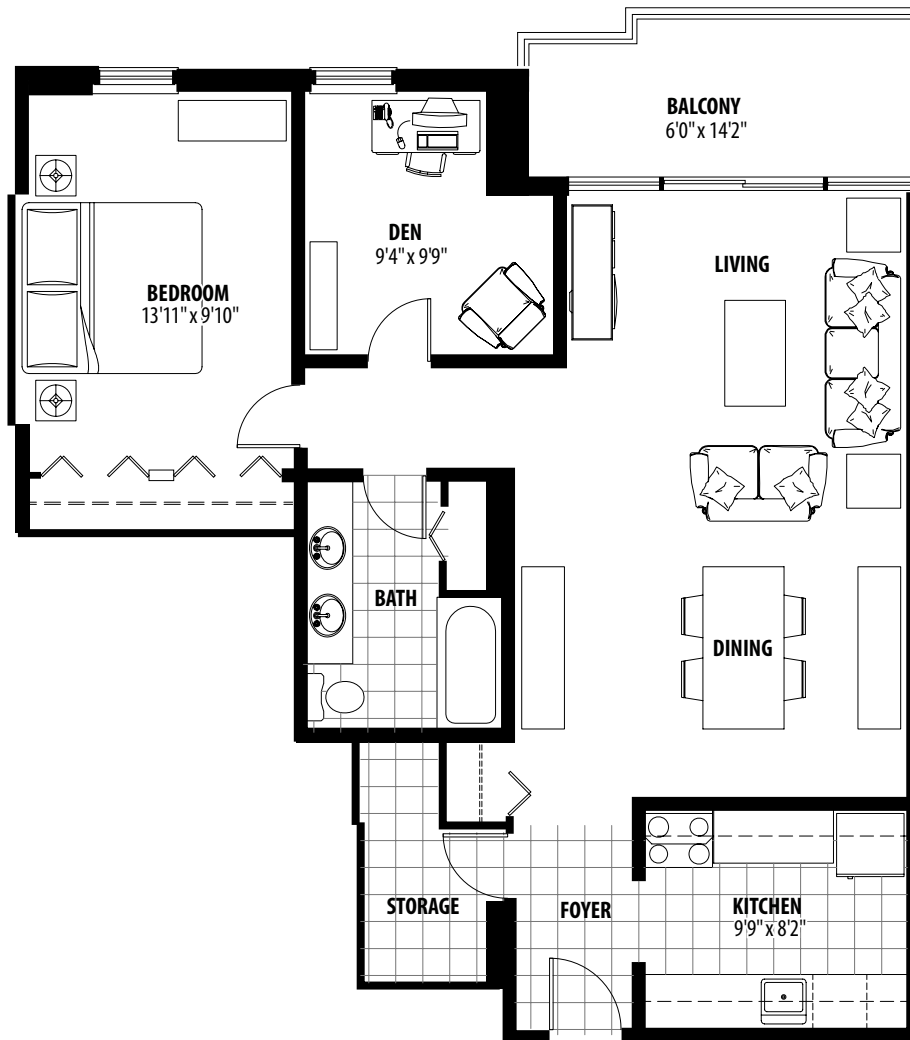 BALCONY
6'0" x 14'2"
DEN
9'4" x 9'9"
LIVING
BEDROOM
13'11" x 9'10"
BATH
DINING
STORAGE
FOYER
KITCHEN
9'9" x 8'2"